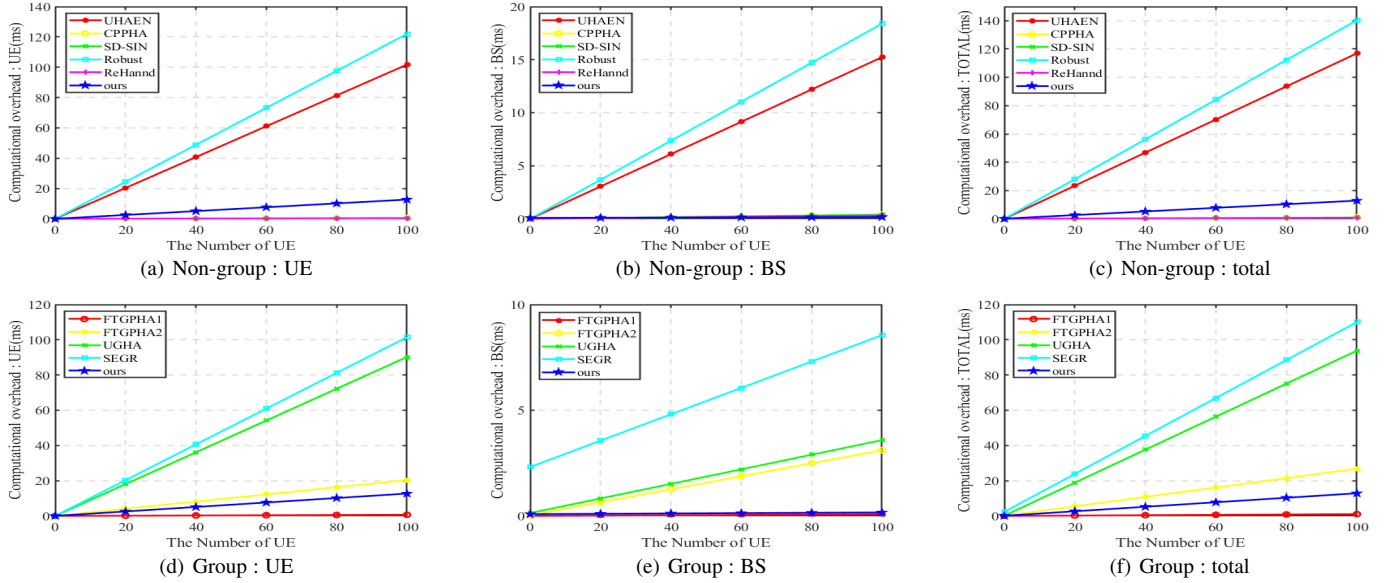 Computational overhead : UE(ms)
140
120
100
80
60
40
20
0
UHAEN
CPPHA
SD-SIN
Robust
ReHannd
ours
0 20 40 60 80 100
The Number of UE
(a) Non-group : UE
Computational overhead : BS(ms)
20
15
10
5
0
UHAEN
CPPHA
SD-SIN
Robust
ReHannd
ours
0 20 40 60 80 100
The Number of UE
(b) Non-group : BS
Computational overhead : TOTAL(ms)
140
120
100
80
60
40
20
0
UHAEN
CPPHA
SD-SIN
Robust
ReHannd
ours
0 20 40 60 80 100
The Number of UE
(c) Non-group : total
Computational overhead : UE(ms)
120
100
80
60
40
20
0
FTGPHA1
FTGPHA2
UGHA
SEGR
ours
0 20 40 60 80 100
The Number of UE
(d) Group : UE
Computational overhead : BS(ms)
10
5
0
FTGPHA1
FTGPHA2
UGHA
SEGR
ours
0 20 40 60 80 100
The Number of UE
(e) Group : BS
Computational overhead : TOTAL(ms)
120
100
80
60
40
20
0
FTGPHA1
FTGPHA2
UGHA
SEGR
ours
0 20 40 60 80 100
The Number of UE
(f) Group : total